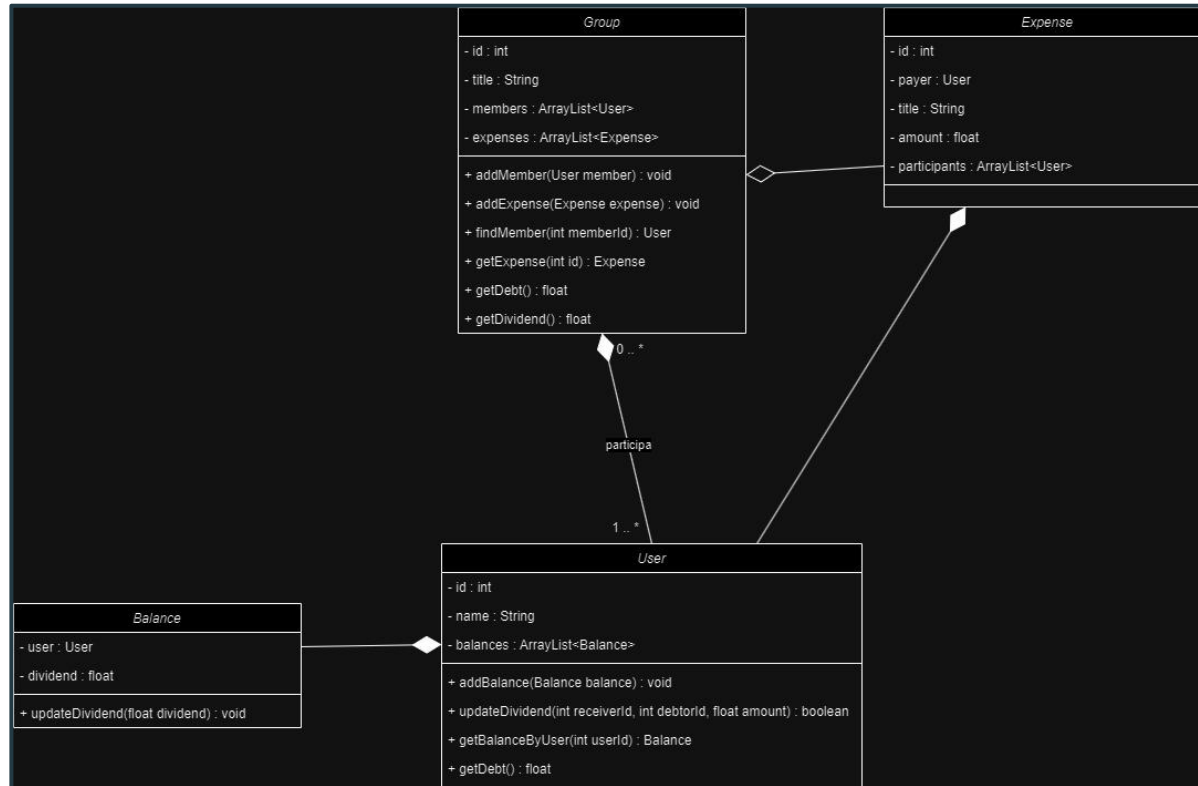 Group
- id : int
- title : String
- members : ArrayList<User>
- expenses : ArrayList<Expense>
+ addMember(User member) : void
+ addExpense(Expense expense) : void
+ findMember(int memberId) : User
+ getExpense(int id) : Expense
+ getDebt() : float
+ getDividend() : float
Expense
- id : int
- payer : User
- title : String
- amount : float
- participants : ArrayList<User>
0 .. *
participa
1 .. *
User
- id : int
- name : String
- balances : ArrayList<Balance>
+ addBalance(Balance balance) : void
+ updateDividend(int receiverId, int debtorId, float amount) : boolean
+ getBalanceByUser(int userId) : Balance
+ getDebt() : float
Balance
- user : User
- dividend : float
+ updateDividend(float dividend) : void